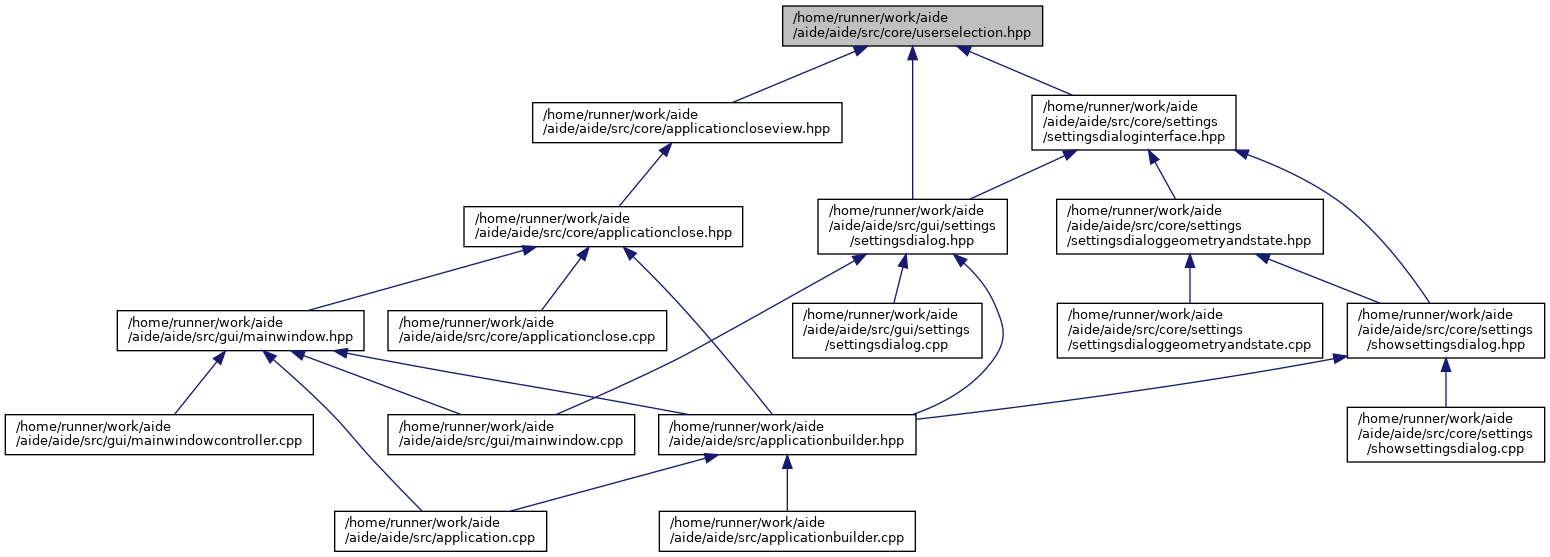 /home/runner/work/aide
/aide/aide/src/core/userselection.hpp
/home/runner/work/aide
/aide/aide/src/core/applicationcloseview.hpp
/home/runner/work/aide
/aide/aide/src/core/settings
/settingsdialoginterface.hpp
/home/runner/work/aide
/aide/aide/src/core/applicationclose.hpp
/home/runner/work/aide
/aide/aide/src/gui/settings
/settingsdialog.hpp
/home/runner/work/aide
/aide/aide/src/core/settings
/settingsdialoggeometryandstate.hpp
/home/runner/work/aide
/aide/aide/src/gui/mainwindow.hpp
/home/runner/work/aide
/aide/aide/src/core/applicationclose.cpp
/home/runner/work/aide
/aide/aide/src/gui/settings
/settingsdialog.cpp
/home/runner/work/aide
/aide/aide/src/core/settings
/settingsdialoggeometryandstate.cpp
/home/runner/work/aide
/aide/aide/src/core/settings
/showsettingsdialog.hpp
/home/runner/work/aide
/aide/aide/src/gui/mainwindowcontroller.cpp
/home/runner/work/aide
/aide/aide/src/gui/mainwindow.cpp
/home/runner/work/aide
/aide/aide/src/applicationbuilder.hpp
/home/runner/work/aide
/aide/aide/src/core/settings
/showsettingsdialog.cpp
/home/runner/work/aide
/aide/aide/src/application.cpp
/home/runner/work/aide
/aide/aide/src/applicationbuilder.cpp